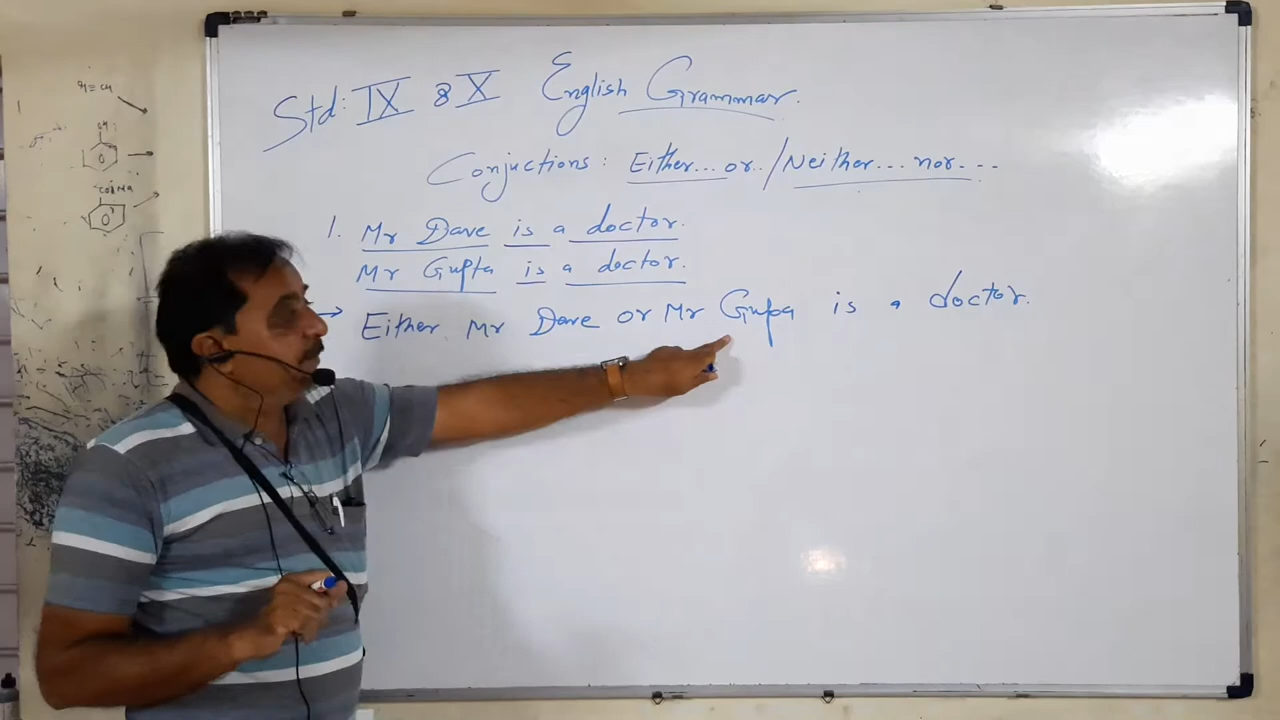 Std: IX & X English Grammar.
Conjuctions: Either...or../Neither...nor....
1. Mr Dave is a doctor.
Mr Gupta is a doctor.
→ Either Mr Dave or Mr Gupa is a doctor.